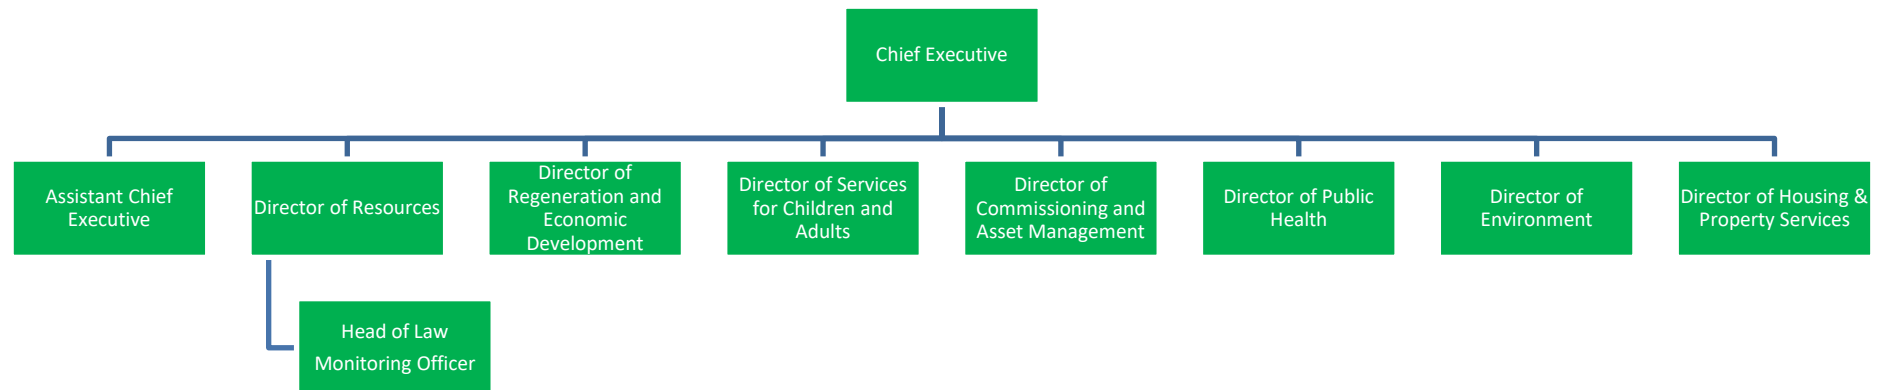 Chief Executive
Assistant Chief
Executive
Director of Resources
Director of
Regeneration and
Economic
Development
Director of Services
for Children and
Adults
Director of
Commissioning and
Asset Management
Director of Public
Health
Director of
Environment
Director of Housing &
Property Services
Head of Law
Monitoring Officer